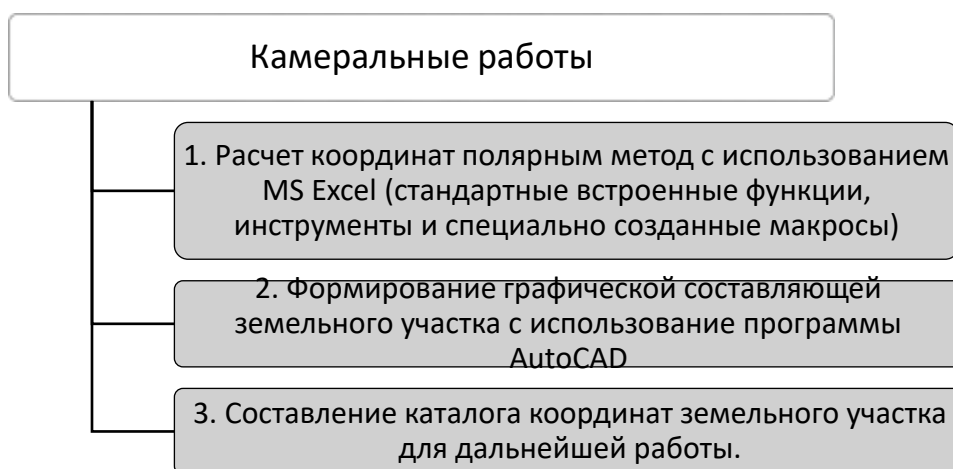 Камеральные работы
1. Расчет координат полярным метод с использованием
MS Excel (стандартные встроенные функции,
инструменты и специально созданные макросы)
2. Формирование графической составляющей
земельного участка с использование программы
AutoCAD
3. Составление каталога координат земельного участка
для дальнейшей работы.